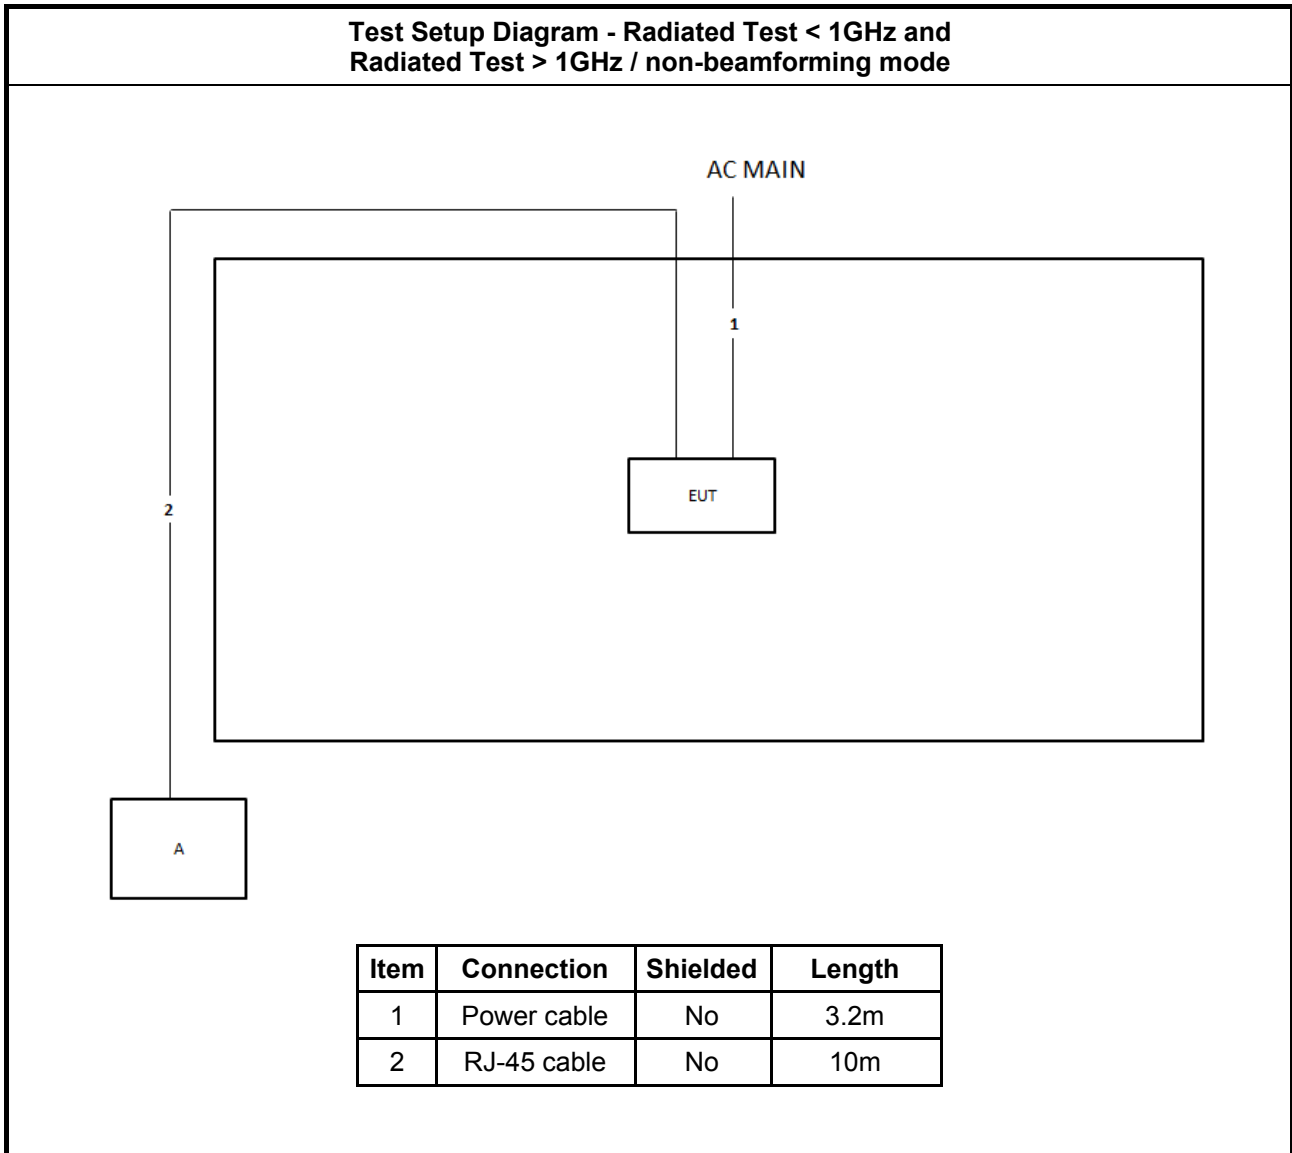 Test Setup Diagram - Radiated Test < 1GHz and
Radiated Test > 1GHz / non-beamforming mode
AC MAIN
1
EUT
2
A
Item Connection Shielded Length
1 Power cable No 3.2m
2 RJ-45 cable No 10m